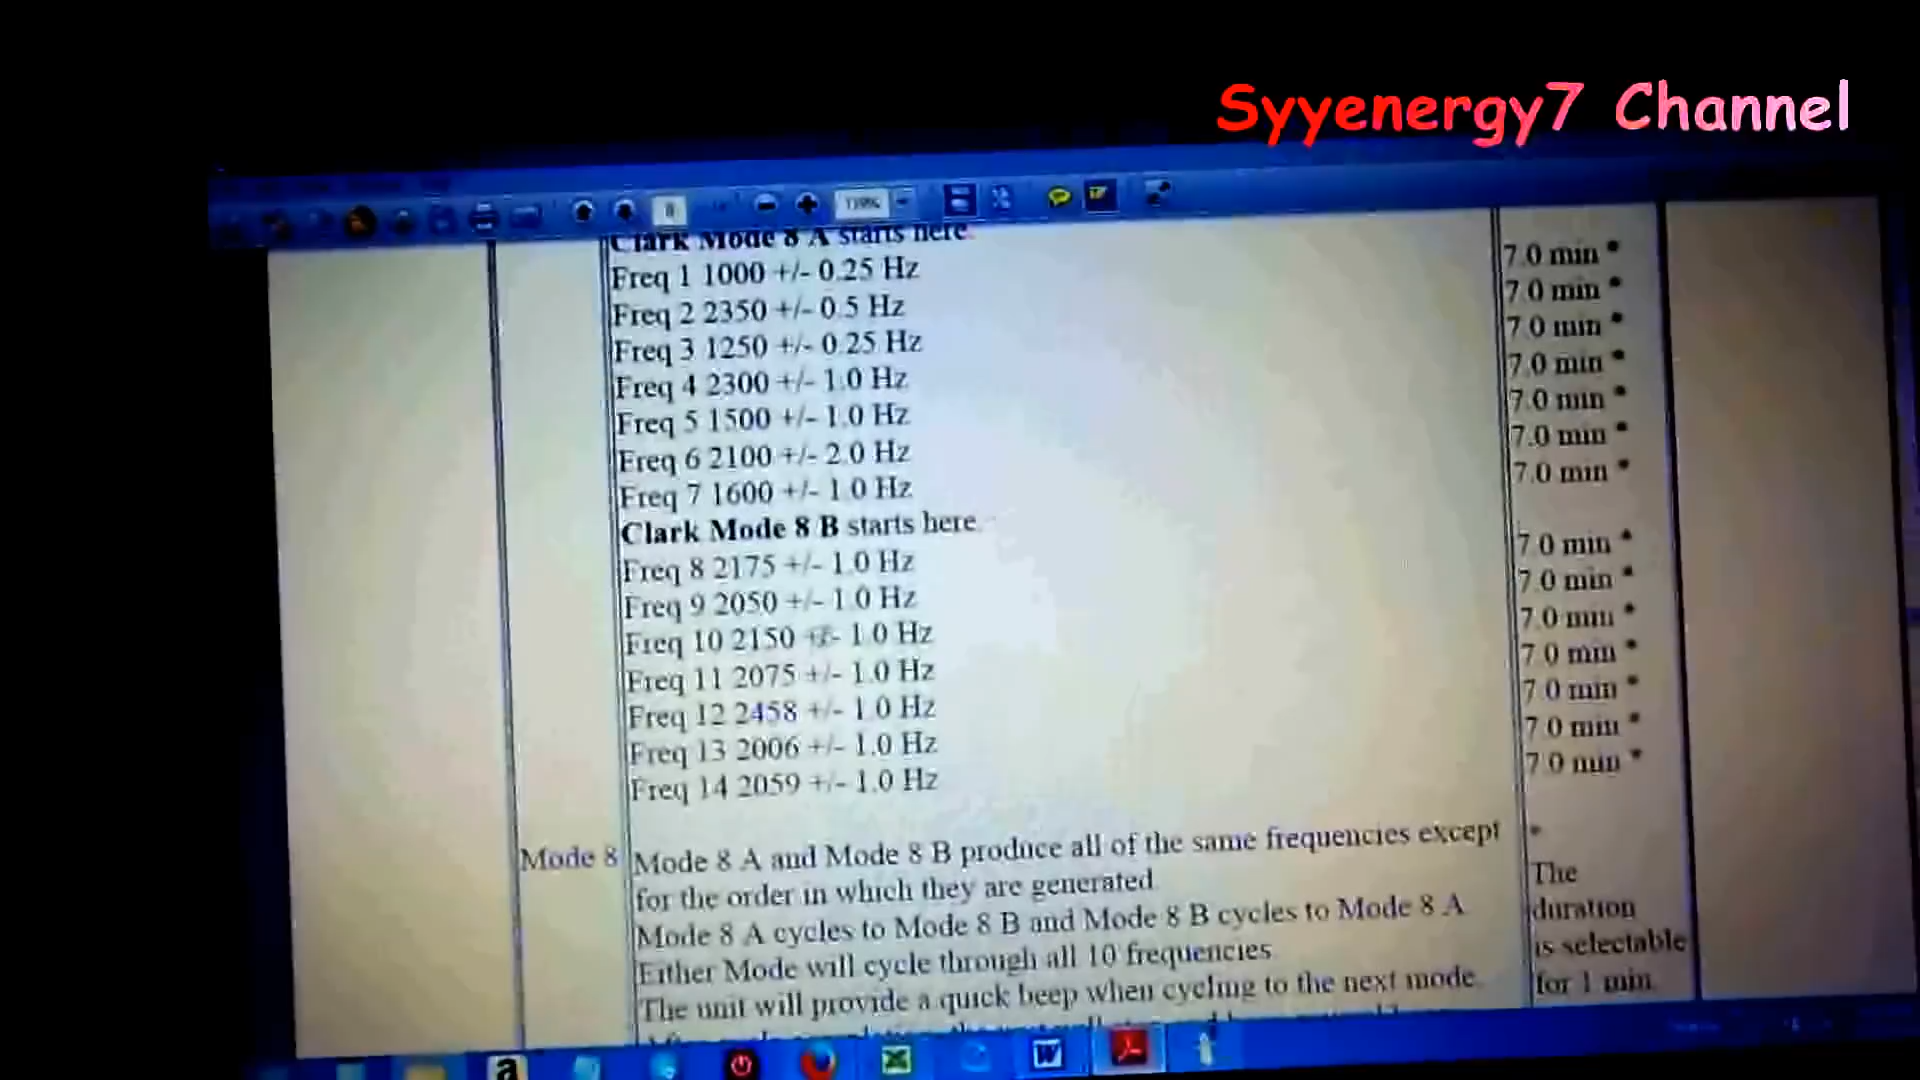 Syyenergy7 Channel
8
Clark Mode 8 A starts here
Freq 1 1000 +/- 0.25 Hz 7.0 min *
Freq 2 2350 +/- 0.5 Hz 7.0 min *
Freq 3 1250 +/- 0.25 Hz 7.0 min *
Freq 4 2300 +/- 1.0 Hz 7.0 min *
Freq 5 1500 +/- 1.0 Hz 7.0 min *
Freq 6 2100 +/- 2.0 Hz 7.0 min *
Freq 7 1600 +/- 1.0 Hz 7.0 min *
Clark Mode 8 B starts here.
Freq 8 2175 +/- 1.0 Hz 7.0 min *
Freq 9 2050 +/- 1.0 Hz 7.0 min *
Freq 10 2150 +/- 1.0 Hz 7.0 min *
Freq 11 2075 +/- 1.0 Hz 7.0 min *
Freq 12 2458 +/- 1.0 Hz 7.0 min *
Freq 13 2006 +/- 1.0 Hz 7.0 min *
Freq 14 2059 +/- 1.0 Hz 7.0 min *
Mode 8
Mode 8 A and Mode 8 B produce all of the same frequencies except
for the order in which they are generated.
Mode 8 A cycles to Mode 8 B and Mode 8 B cycles to Mode 8 A
Either Mode will cycle through all 10 frequencies.
The unit will provide a quick beep when cycling to the next mode.
*
The
duration
is selectable
for 1 min.